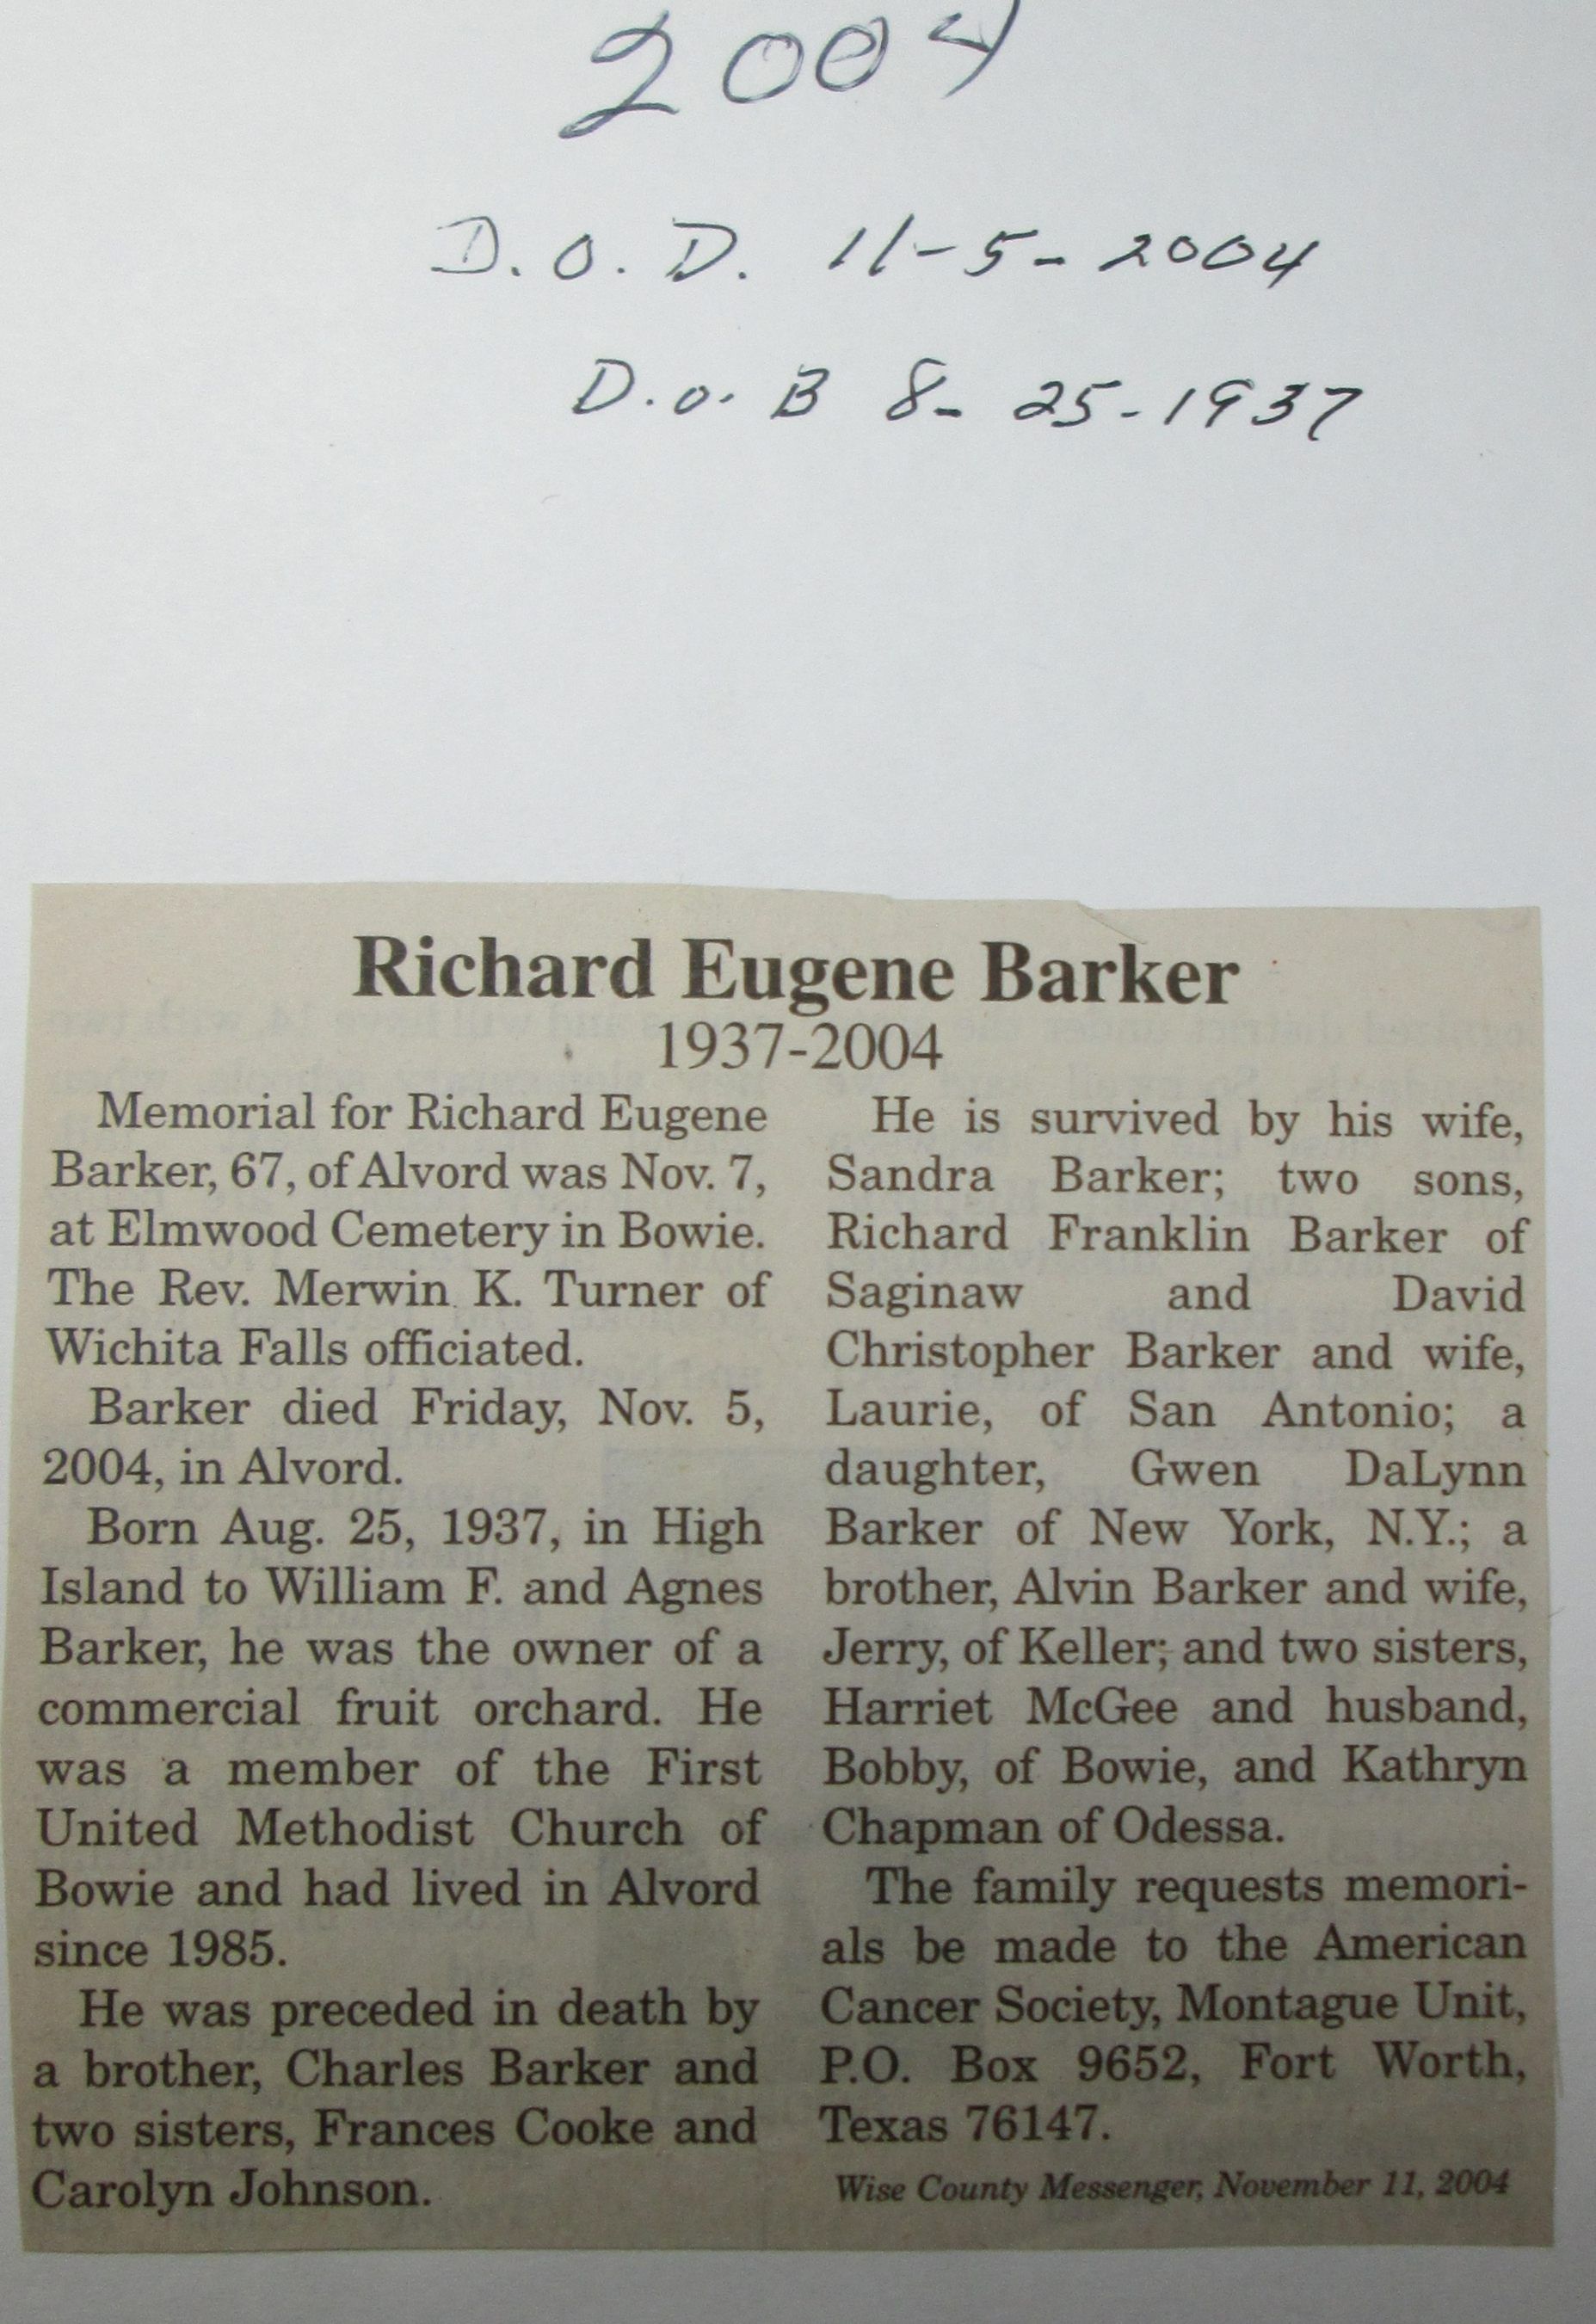 2004
D.O.D. 11-5-2004
D.O.B 8-25-1937
Richard Eugene Barker
1937-2004
Memorial for Richard Eugene
Barker, 67, of Alvord was Nov. 7,
at Elmwood Cemetery in Bowie.
The Rev. Merwin K. Turner of
Wichita Falls officiated.
Barker died Friday, Nov. 5,
2004, in Alvord.
Born Aug. 25, 1937, in High
Island to William F. and Agnes
Barker, he was the owner of a
commercial fruit orchard. He
was a member of the First
United Methodist Church of
Bowie and had lived in Alvord
since 1985.
He was preceded in death by
a brother, Charles Barker and
two sisters, Frances Cooke and
Carolyn Johnson.
He is survived by his wife,
Sandra Barker; two sons,
Richard Franklin Barker of
Saginaw and David
Christopher Barker and wife,
Laurie, of San Antonio; a
daughter, Gwen DaLynn
Barker of New York, N.Y.; a
brother, Alvin Barker and wife,
Jerry, of Keller; and two sisters,
Harriet McGee and husband,
Bobby, of Bowie, and Kathryn
Chapman of Odessa.
The family requests memori-
als be made to the American
Cancer Society, Montague Unit,
P.O. Box 9652, Fort Worth,
Texas 76147.
Wise County Messenger, November 11, 2004